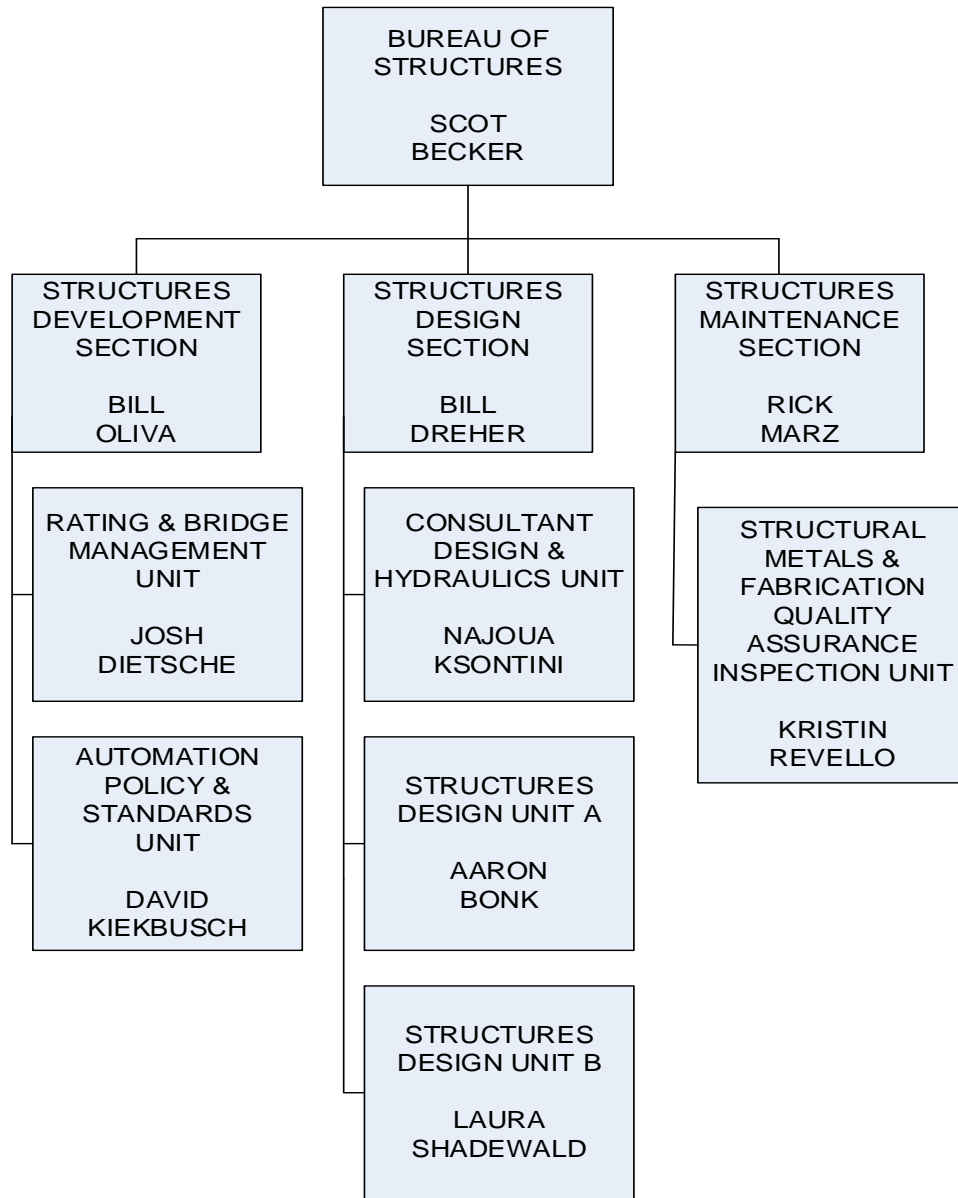 BUREAU OF
STRUCTURES
SCOT
BECKER
STRUCTURES
DEVELOPMENT
SECTION
BILL
OLIVA
STRUCTURES
DESIGN
SECTION
BILL
DREHER
STRUCTURES
MAINTENANCE
SECTION
RICK
MARZ
RATING & BRIDGE
MANAGEMENT
UNIT
JOSH
DIETSCHE
CONSULTANT
DESIGN &
HYDRAULICS UNIT
NAJOUA
KSONTINI
STRUCTURAL
METALS &
FABRICATION
QUALITY
ASSURANCE
INSPECTION UNIT
KRISTIN
REVELLO
AUTOMATION
POLICY &
STANDARDS
UNIT
DAVID
KIEKBUSCH
STRUCTURES
DESIGN UNIT A
AARON
BONK
STRUCTURES
DESIGN UNIT B
LAURA
SHADEWALD